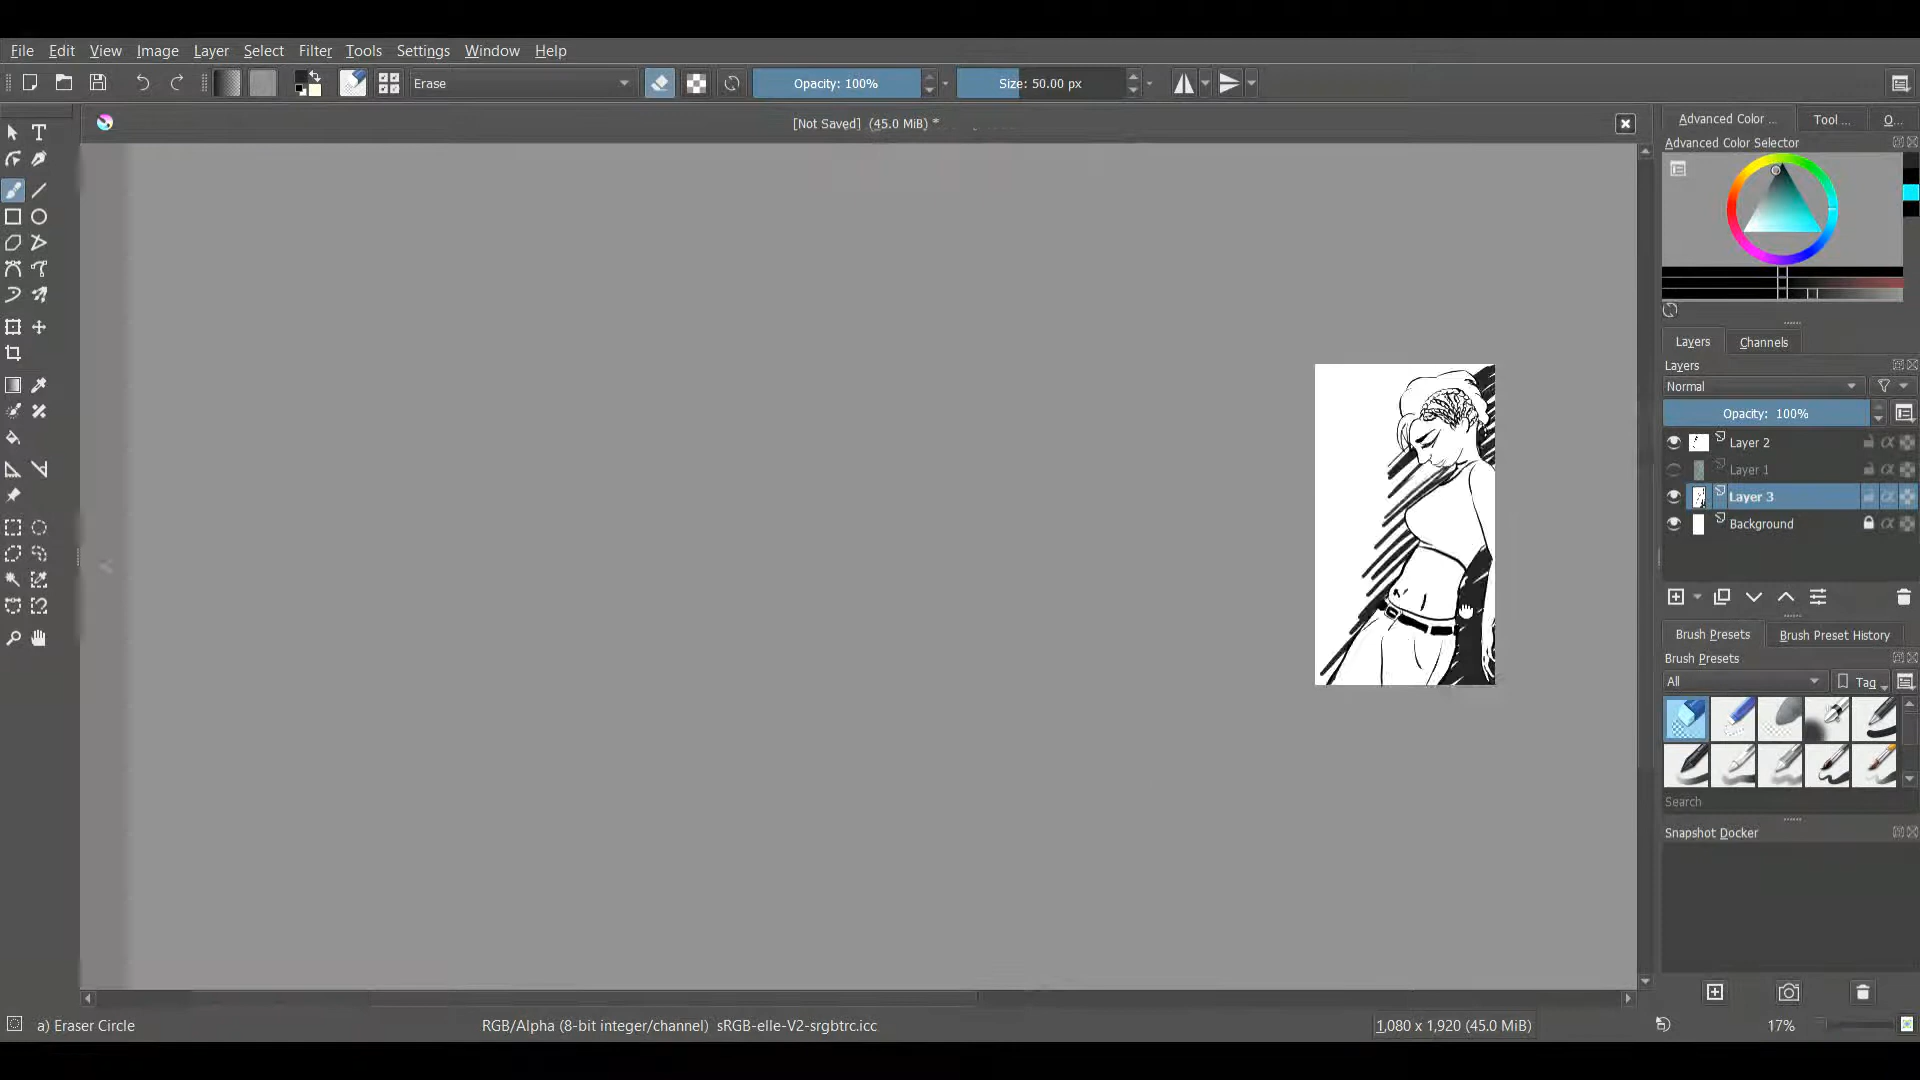 File Edit View Image Layer Select Filter Tools Settings Window Help
Erase Opacity: 100% Size: 50.00 px
[Not Saved] (45.0 MiB) *
Advanced Color ... Tool ... O...
Advanced Color Selector
Layers Channels
Layers
Normal
Opacity: 100%
Layer 2
Layer 1
Layer 3
Background
Brush Presets Brush Preset History
Brush Presets
All Tag
Search
Snapshot Docker
a) Eraser Circle RGB/Alpha (8-bit integer/channel) sRGB-elle-V2-srgbtrc.icc 1,080 x 1,920 (45.0 MiB) 17%